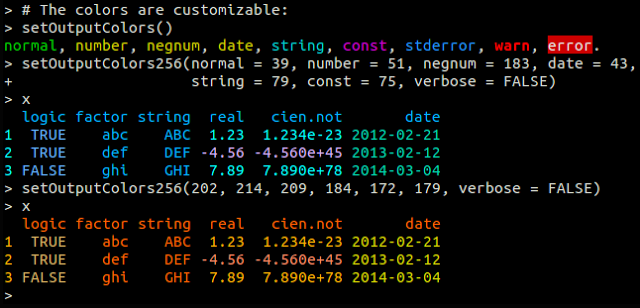 > # The colors are customizable:
> setOutputColors()
normal, number, negnum, date, string, const, stderror, warn, error.
> setOutputColors256(normal = 39, number = 51, negnum = 183, date = 43,
+                    string = 79, const = 75, verbose = FALSE)
> x
  logic factor string  real   cien.not       date
1  TRUE    abc    ABC  1.23  1.234e-23 2012-02-21
2  TRUE    def    DEF -4.56 -4.560e+45 2013-02-12
3 FALSE    ghi    GHI  7.89  7.890e+78 2014-03-04
> setOutputColors256(202, 214, 209, 184, 172, 179, verbose = FALSE)
> x
  logic factor string  real   cien.not       date
1  TRUE    abc    ABC  1.23  1.234e-23 2012-02-21
2  TRUE    def    DEF -4.56 -4.560e+45 2013-02-12
3 FALSE    ghi    GHI  7.89  7.890e+78 2014-03-04
>